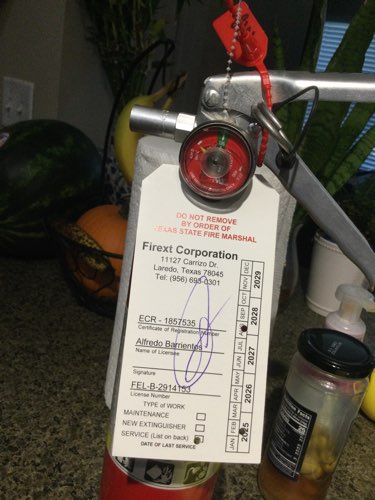 DO NOT REMOVE
BY ORDER OF
TEXAS STATE FIRE MARSHAL
Firext Corporation
11127 Carrizo Dr.
Laredo, Texas 78045
Tel: (956) 693-0301
ECR - 1857535
Certificate of Registration Number
Alfredo Barrientos
Name of Licensee
Signature
FEL-B-2914153
License Number
TYPE OF WORK
MAINTENANCE
NEW EXTINGUISHER
SERVICE (List on back)
DATE OF LAST SERVICE
JAN FEB MAR APR MAY JUN JUL AUG SEP OCT NOV DEC
2025 2026 2027 2028 2029